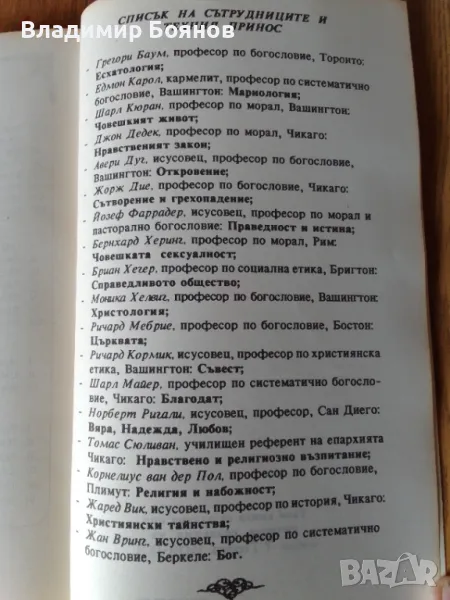 Владимир Боянов
СПИСЪК НА СЪТРУДНИЦИТЕ И
ТЕХНИЯ ПРИНОС
- Грегори Баум, професор по богословие, Торонто:
Есхатология;
- Едмон Карол, кармелит, професор по систематично
богословие, Вашингтон: Мариология;
- Шарл Кюран, професор по морал, Вашингтон:
Човешкият живот;
- Джон Дедек, професор по морал, Чикаго:
Нравственият закон;
- Авери Дуг, исусовец, професор по богословие,
Вашингтон: Откровение;
- Жорж Дие, професор по богословие, Чикаго:
Сътворение и грехопадение;
- Йозеф Фаррадер, исусовец, професор по морал и
пасторално богословие: Праведност и истина;
- Бернхард Херинг, професор по морал, Рим:
Човешката сексуалност;
- Бриан Хегер, професор по социална етика, Бригтон:
Справедливото общество;
- Моника Хелвиг, професор по богословие, Вашингтон:
Христология;
- Ричард Мебрие, професор по богословие, Бостон:
Църквата;
- Ричард Кормик, исусовец, професор по християнска
етика, Вашингтон: Съвест;
- Шарл Майер, професор по систематично богосло-
вие, Чикаго: Благодат;
- Норберт Ригали, исусовец, професор, Сан Диего:
Вяра, Надежда, Любов;
- Томас Сюливан, училищен референт на епархията
Чикаго: Нравствено и религиозно възпитание;
- Корнелиус ван дер Пол, професор по богословие,
Плимут: Религия и набожност;
- Жаред Вик, исусовец, професор по история, Чикаго:
Християнски тайнства;
- Жан Вринг, исусовец, професор по систематично
богословие, Беркеле: Бог.
BAZAR
bg